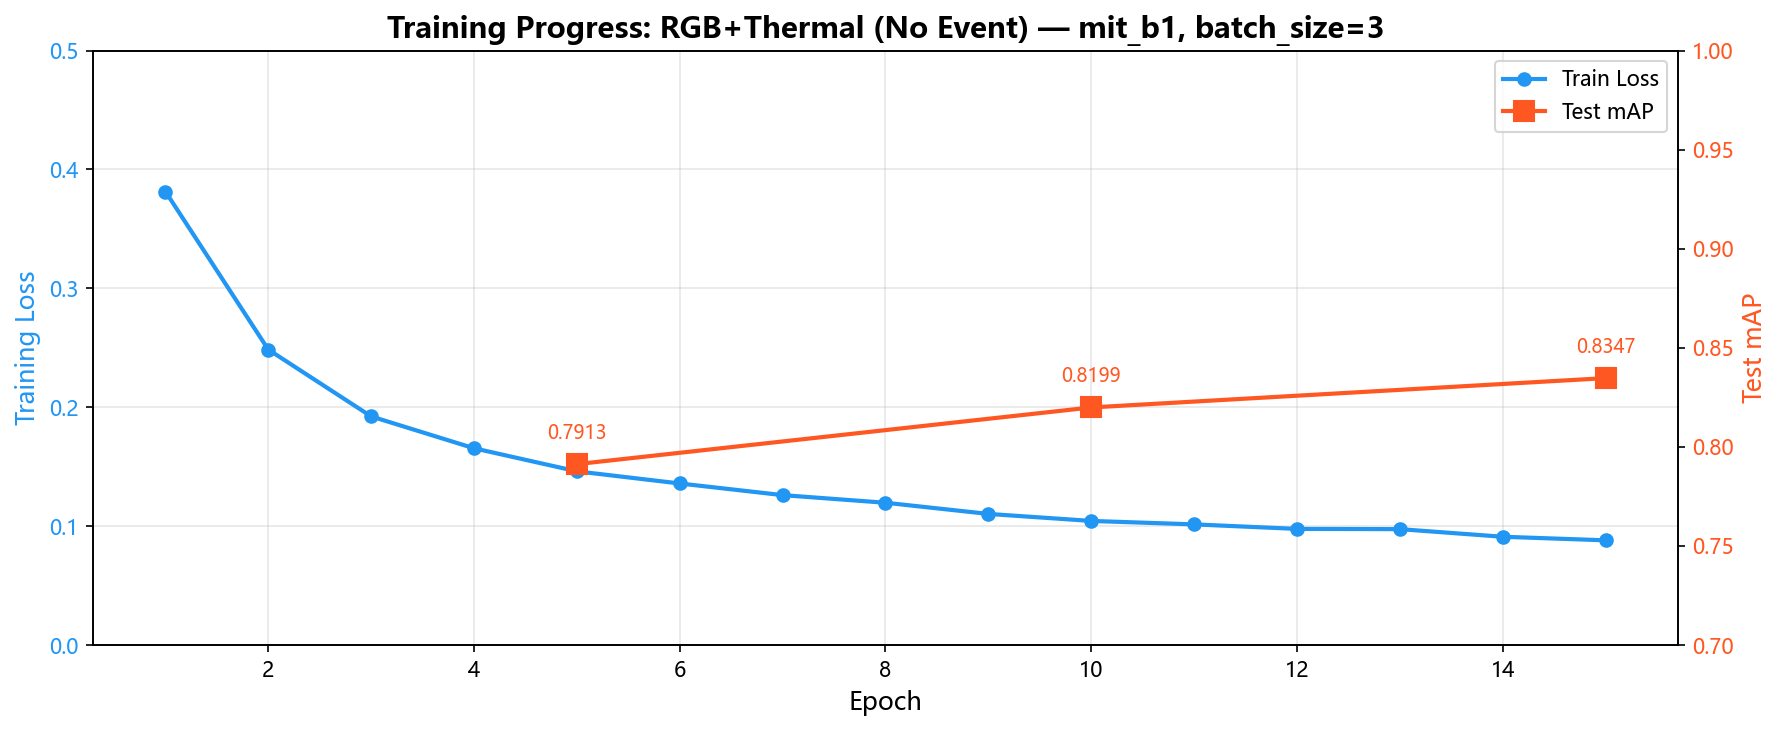 Training Progress: RGB+Thermal (No Event) — mit_b1, batch_size=3
Train Loss
Test mAP
Training Loss
0.5
0.4
0.3
0.2
0.1
0.0
0.7913
0.8199
0.8347
1.00
0.95
0.90
0.85
0.80
0.75
0.70
Test mAP
2 4 6 8 10 12 14
Epoch